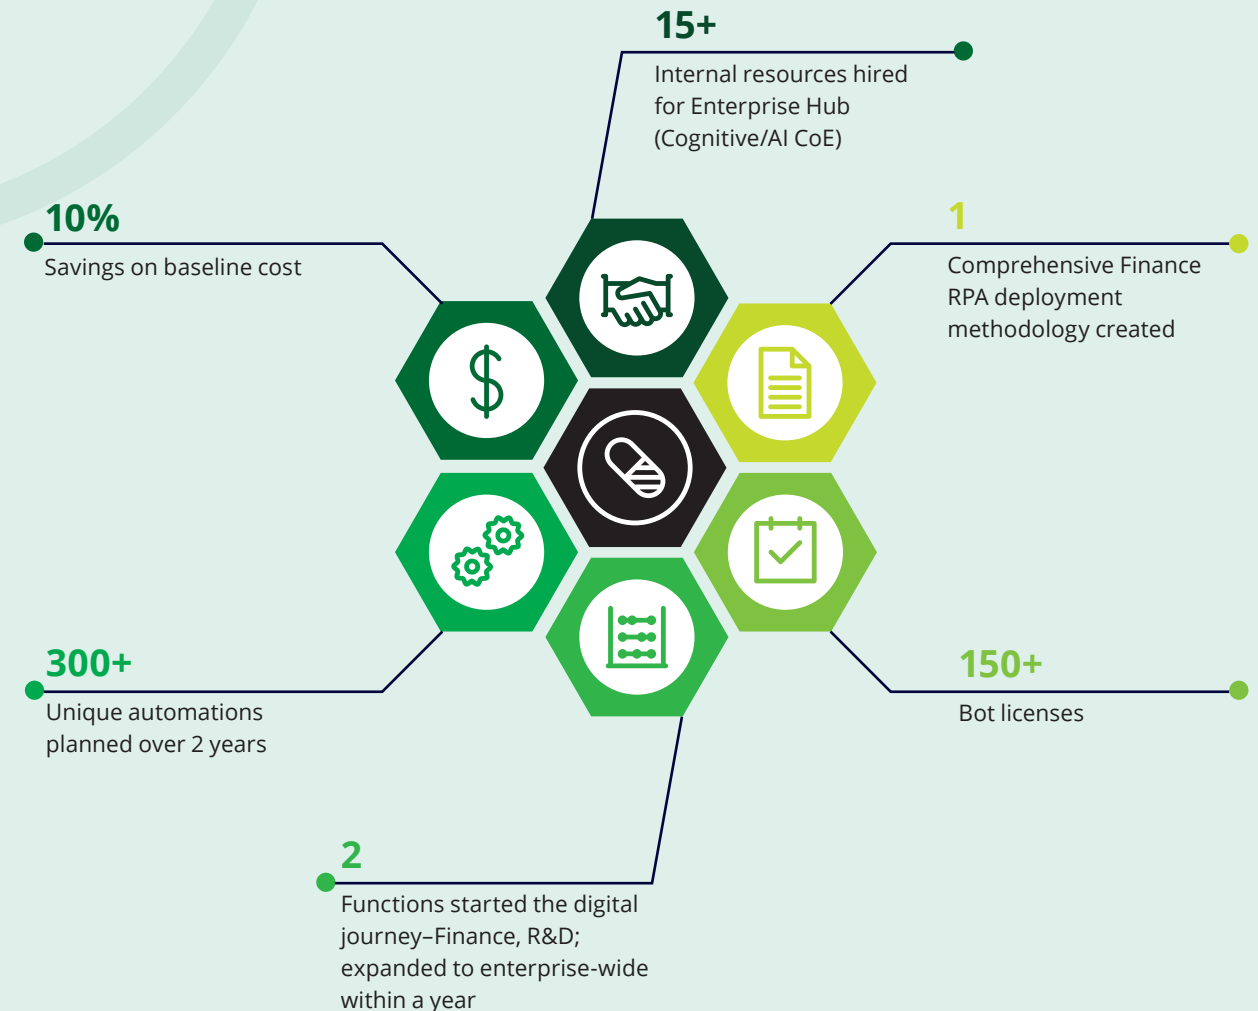 15+
Internal resources hired
for Enterprise Hub
(Cognitive/AI CoE)
10%
Savings on baseline cost
1
Comprehensive Finance
RPA deployment
methodology created
300+
Unique automations
planned over 2 years
150+
Bot licenses
2
Functions started the digital
journey–Finance, R&D;
expanded to enterprise-wide
within a year